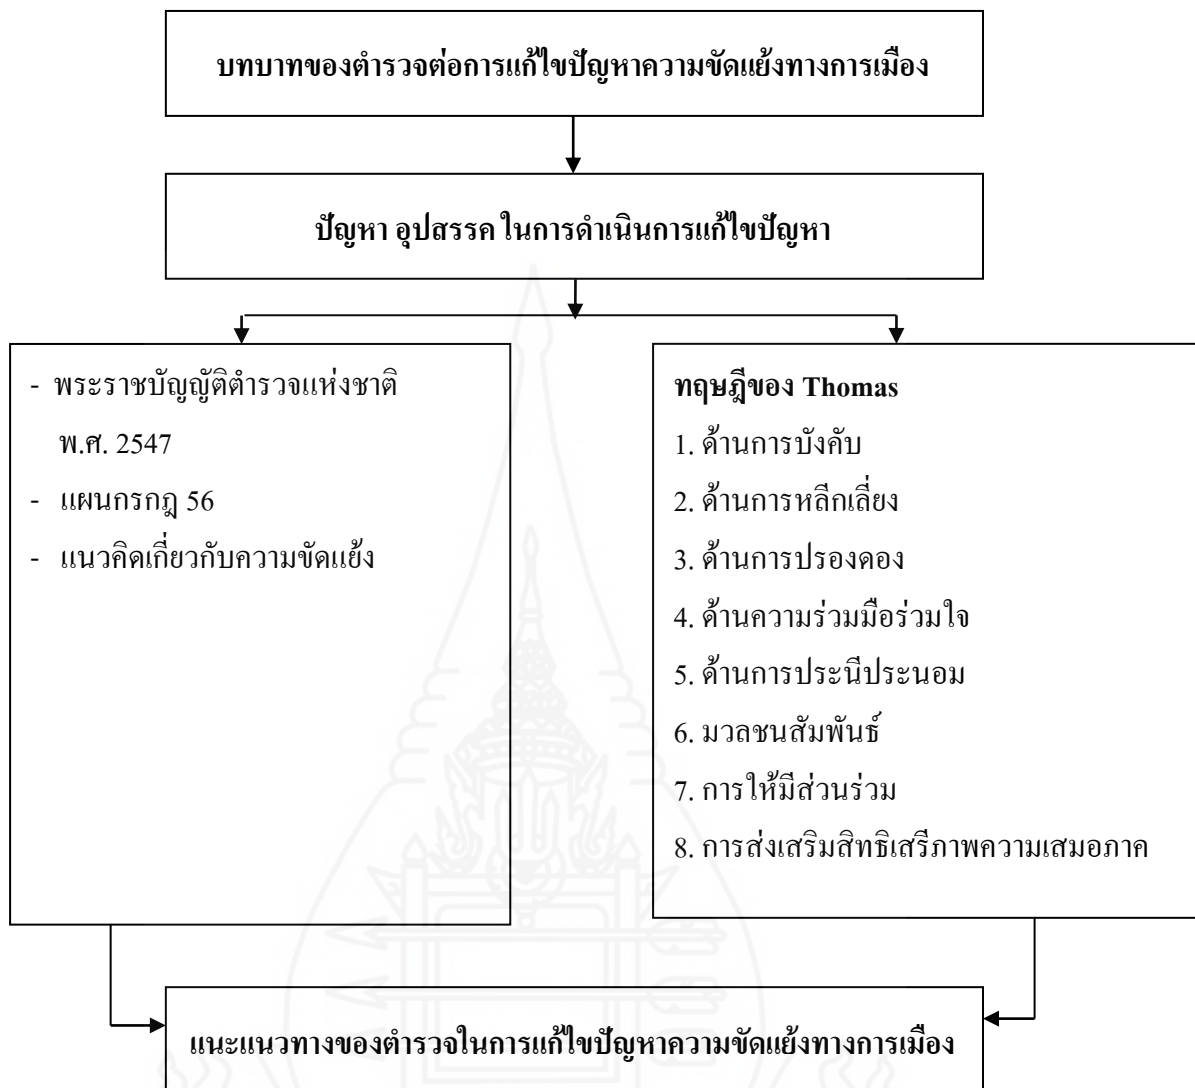 บทบาทของตำรวจต่อการแก้ไขปัญหาความขัดแย้งทางการเมือง
ปัญหา อุปสรรค ในการดำเนินการแก้ไขปัญหา
- พระราชบัญญัติตำรวจแห่งชาติ
พ.ศ. 2547
- แผนกรกฎ 56
- แนวคิดเกี่ยวกับความขัดแย้ง
ทฤษฎีของ Thomas
1. ด้านการบังคับ
2. ด้านการหลีกเลี่ยง
3. ด้านการปรองดอง
4. ด้านความร่วมมือร่วมใจ
5. ด้านการประนีประนอม
6. มวลชนสัมพันธ์
7. การให้มีส่วนร่วม
8. การส่งเสริมสิทธิเสรีภาพความเสมอภาค
แนะแนวทางของตำรวจในการแก้ไขปัญหาความขัดแย้งทางการเมือง